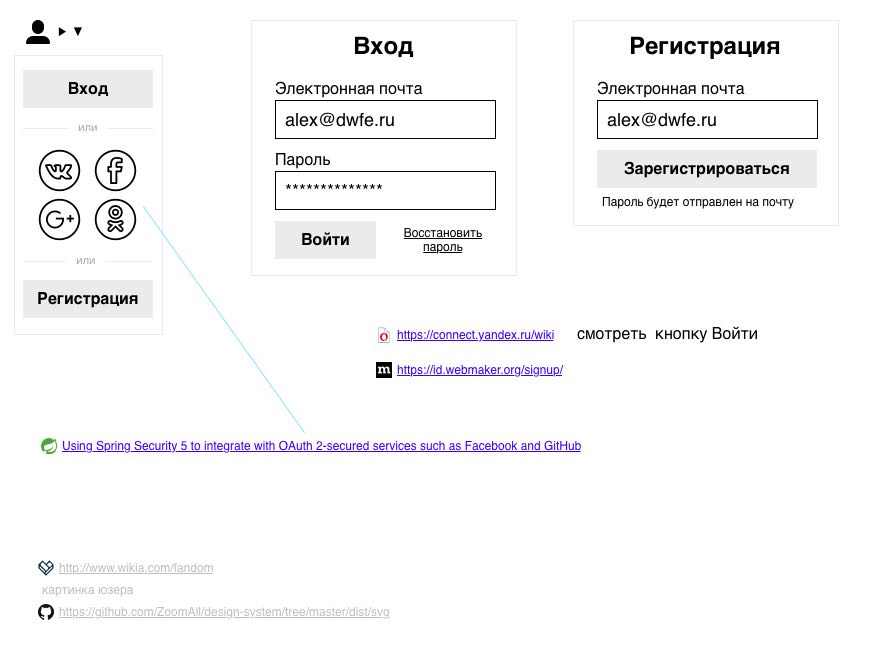 Вход
или
или
Регистрация
Вход
Электронная почта
alex@dwfe.ru
Пароль
**************
Войти
Восстановить
пароль
Регистрация
Электронная почта
alex@dwfe.ru
Зарегистрироваться
Пароль будет отправлен на почту
https://connect.yandex.ru/wiki смотреть кнопку Войти
https://id.webmaker.org/signup/
Using Spring Security 5 to integrate with OAuth 2-secured services such as Facebook and GitHub
http://www.wikia.com/fandom
картинка юзера
https://github.com/ZoomAll/design-system/tree/master/dist/svg